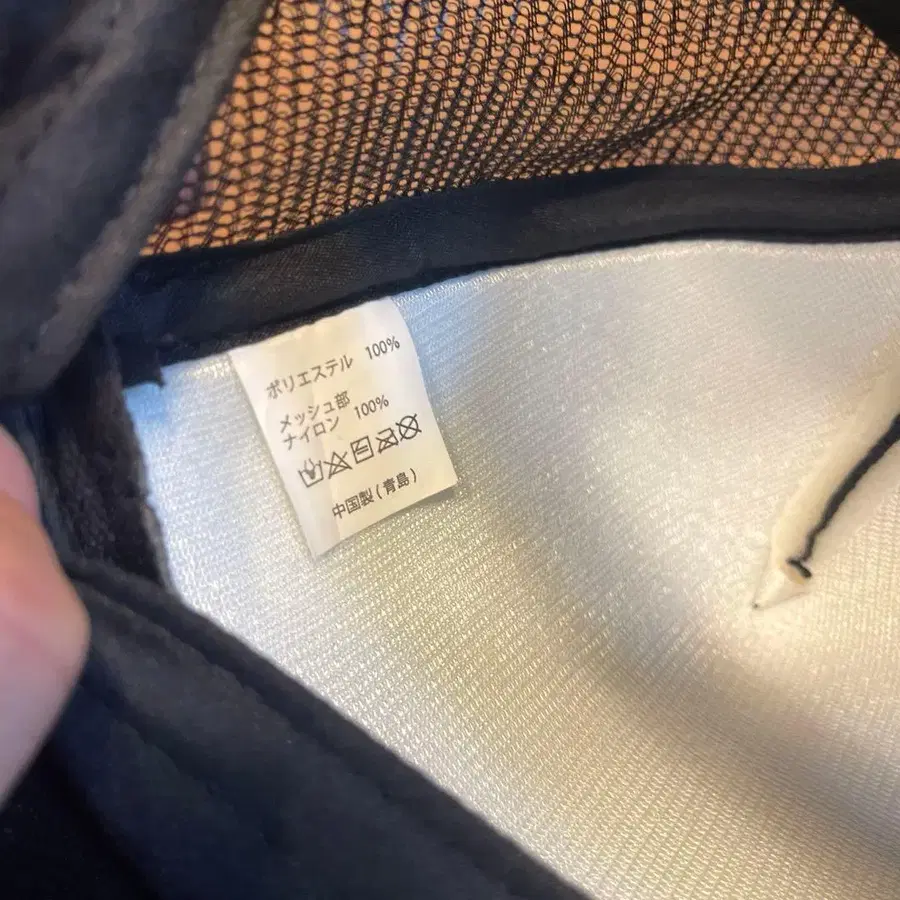 ポリエステル 100%
メッシュ部
ナイロン 100%
中国製(青島)